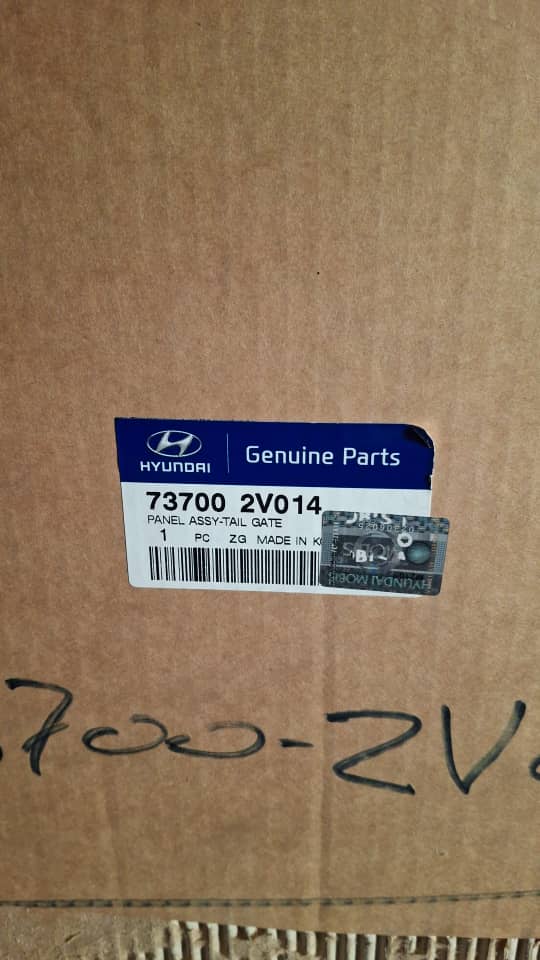 HYUNDAI
Genuine Parts
73700 2V014
PANEL ASSY-TAIL GATE
1 PC ZG MADE IN
HYUNDAI MOBIS
700-2V